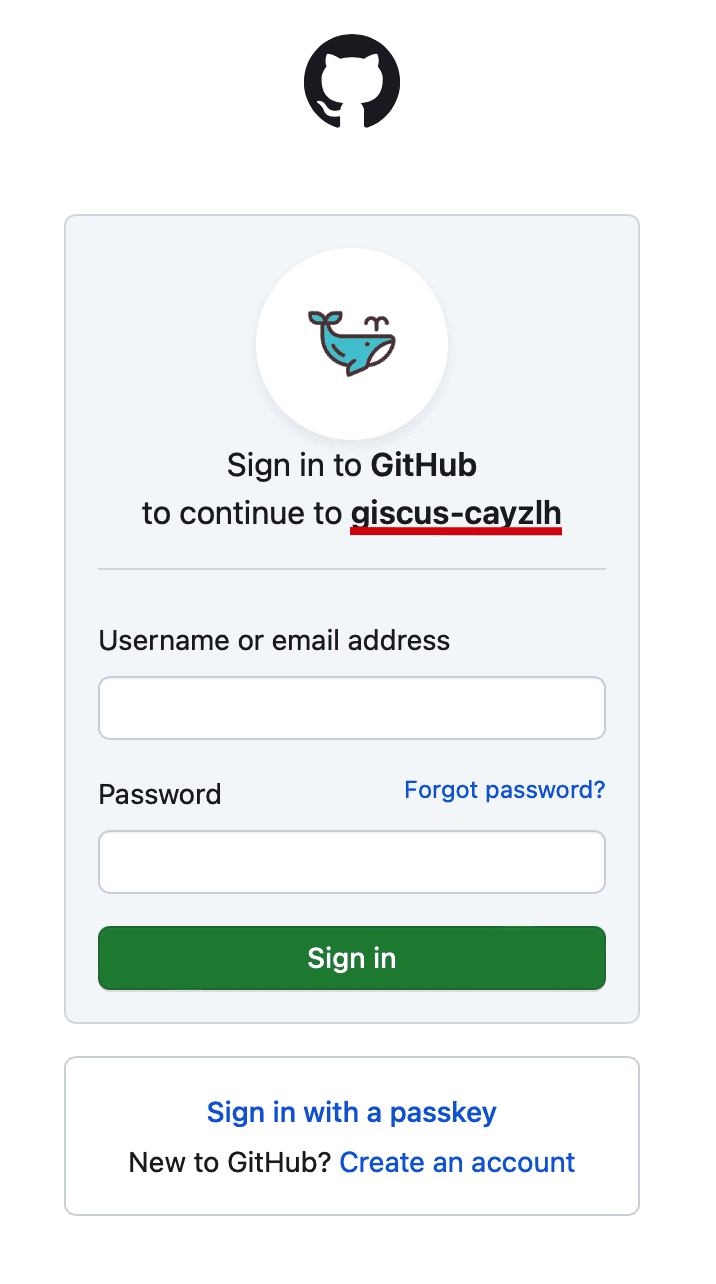 Sign in to GitHub
to continue to giscus-cayzlh
Username or email address
Password
Forgot password?
Sign in
Sign in with a passkey
New to GitHub? Create an account